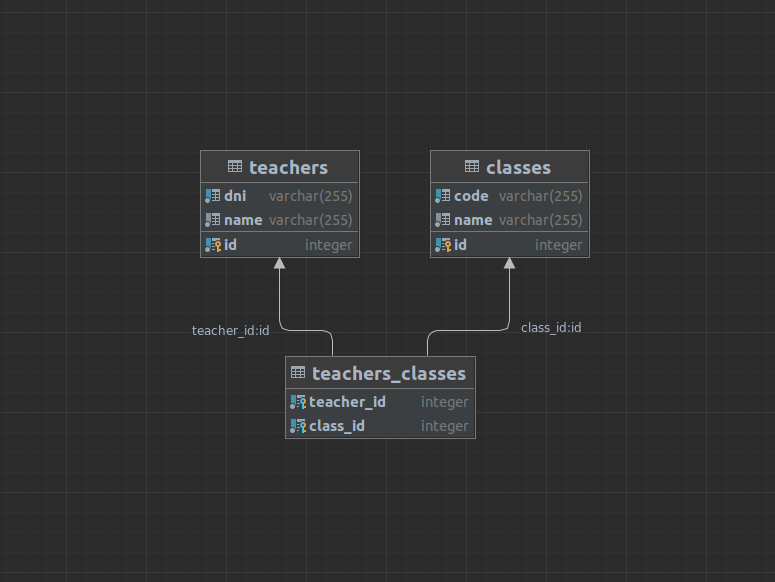 teachers
dni varchar(255)
name varchar(255)
id integer
classes
code varchar(255)
name varchar(255)
id integer
teacher_id:id
class_id:id
teachers_classes
teacher_id integer
class_id integer